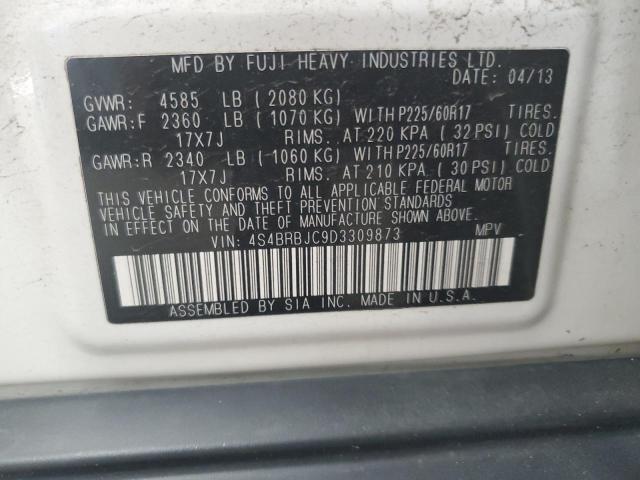 MFD BY FUJI HEAVY INDUSTRIES LTD.
DATE: 04/13
GVWR: 4585 LB (2080 KG)
GAWR:F 2360 LB (1070 KG) WITH P225/60R17 TIRES.
17X7J RIMS. AT 220 KPA (32 PSI) COLD
GAWR:R 2340 LB (1060 KG) WITH P225/60R17 TIRES.
17X7J RIMS. AT 210 KPA (30 PSI) COLD
THIS VEHICLE CONFORMS TO ALL APPLICABLE FEDERAL MOTOR
VEHICLE SAFETY AND THEFT PREVENTION STANDARDS
IN EFFECT ON THE DATE OF MANUFACTURE SHOWN ABOVE.
VIN: 4S4BRBJC9D3309873 MPV
ASSEMBLED BY SIA INC. MADE IN U.S.A.